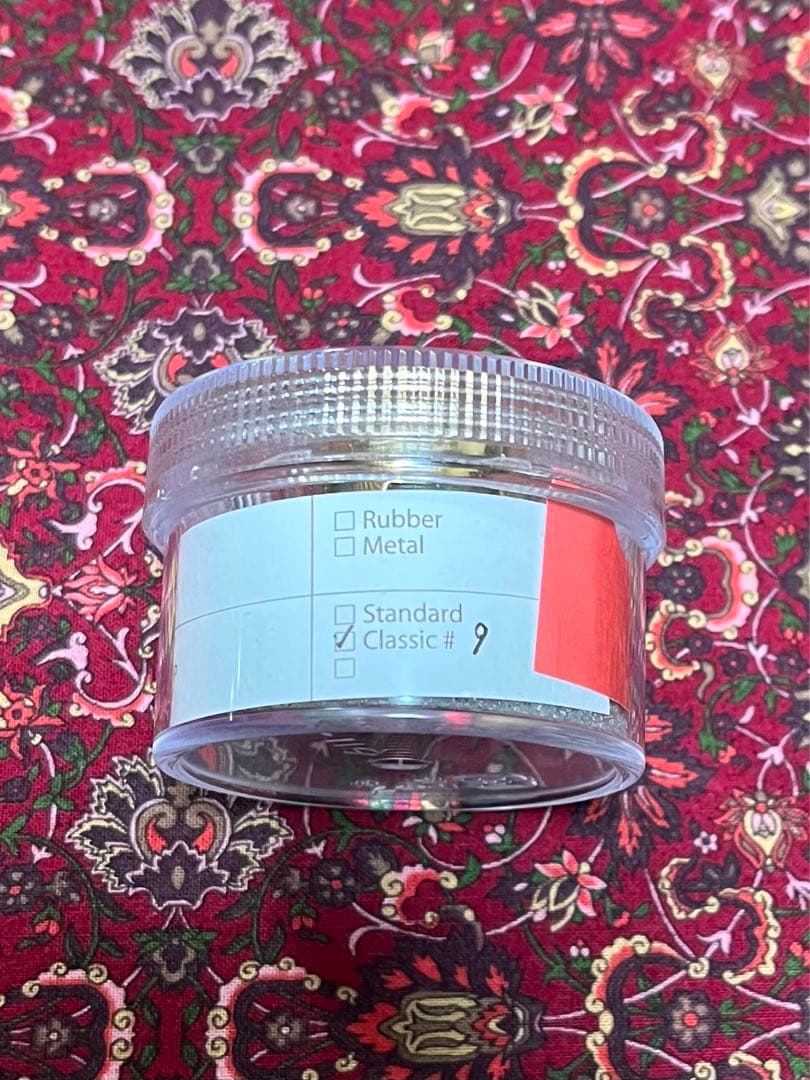 ☐ Rubber
☐ Metal
☐ Standard
☑ Classic # 9
☐